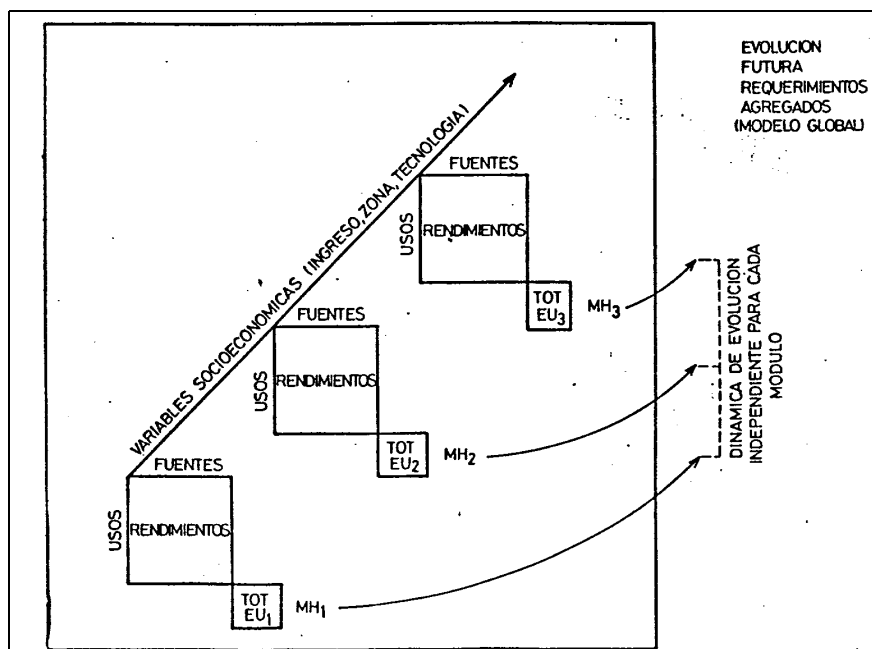 EVOLUCION
FUTURA
REQUERIMIENTOS
AGREGADOS
(MODELO GLOBAL)
VARIABLES SOCIOECONOMICAS (INGRESO, ZONA, TECNOLOGIA)
FUENTES
USOS
RENDIMIENTOS
TOT
EU3
MH3
FUENTES
USOS
RENDIMIENTOS
TOT
EU2
MH2
FUENTES
USOS
RENDIMIENTOS
TOT
EU1
MH1
DINAMICA DE EVOLUCION
INDEPENDIENTE PARA CADA
MODULO